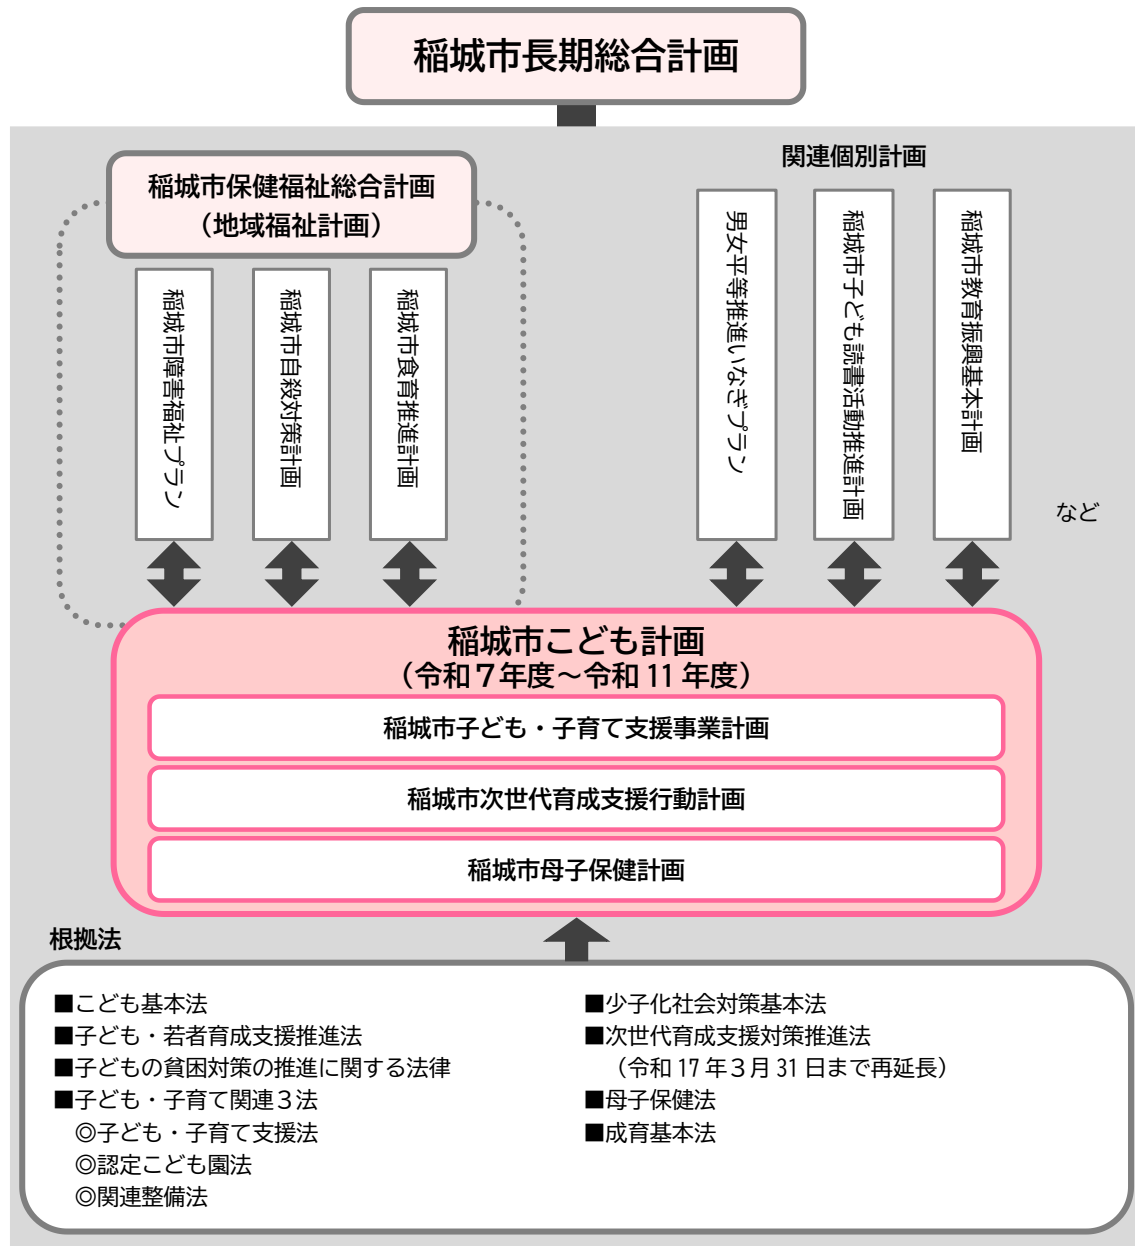 稲城市長期総合計画
稲城市保健福祉総合計画
（地域福祉計画）
稲城市障害福祉プラン
稲城市自殺対策計画
稲城市食育推進計画
関連個別計画
男女平等推進いなぎプラン
稲城市子ども読書活動推進計画
稲城市教育振興基本計画
など
稲城市こども計画
（令和７年度～令和 11 年度）
稲城市子ども・子育て支援事業計画
稲城市次世代育成支援行動計画
稲城市母子保健計画
根拠法
■こども基本法
■子ども・若者育成支援推進法
■子どもの貧困対策の推進に関する法律
■子ども・子育て関連３法
◎子ども・子育て支援法
◎認定こども園法
◎関連整備法
■少子化社会対策基本法
■次世代育成支援対策推進法
（令和 17 年３月 31 日まで再延長）
■母子保健法
■成育基本法